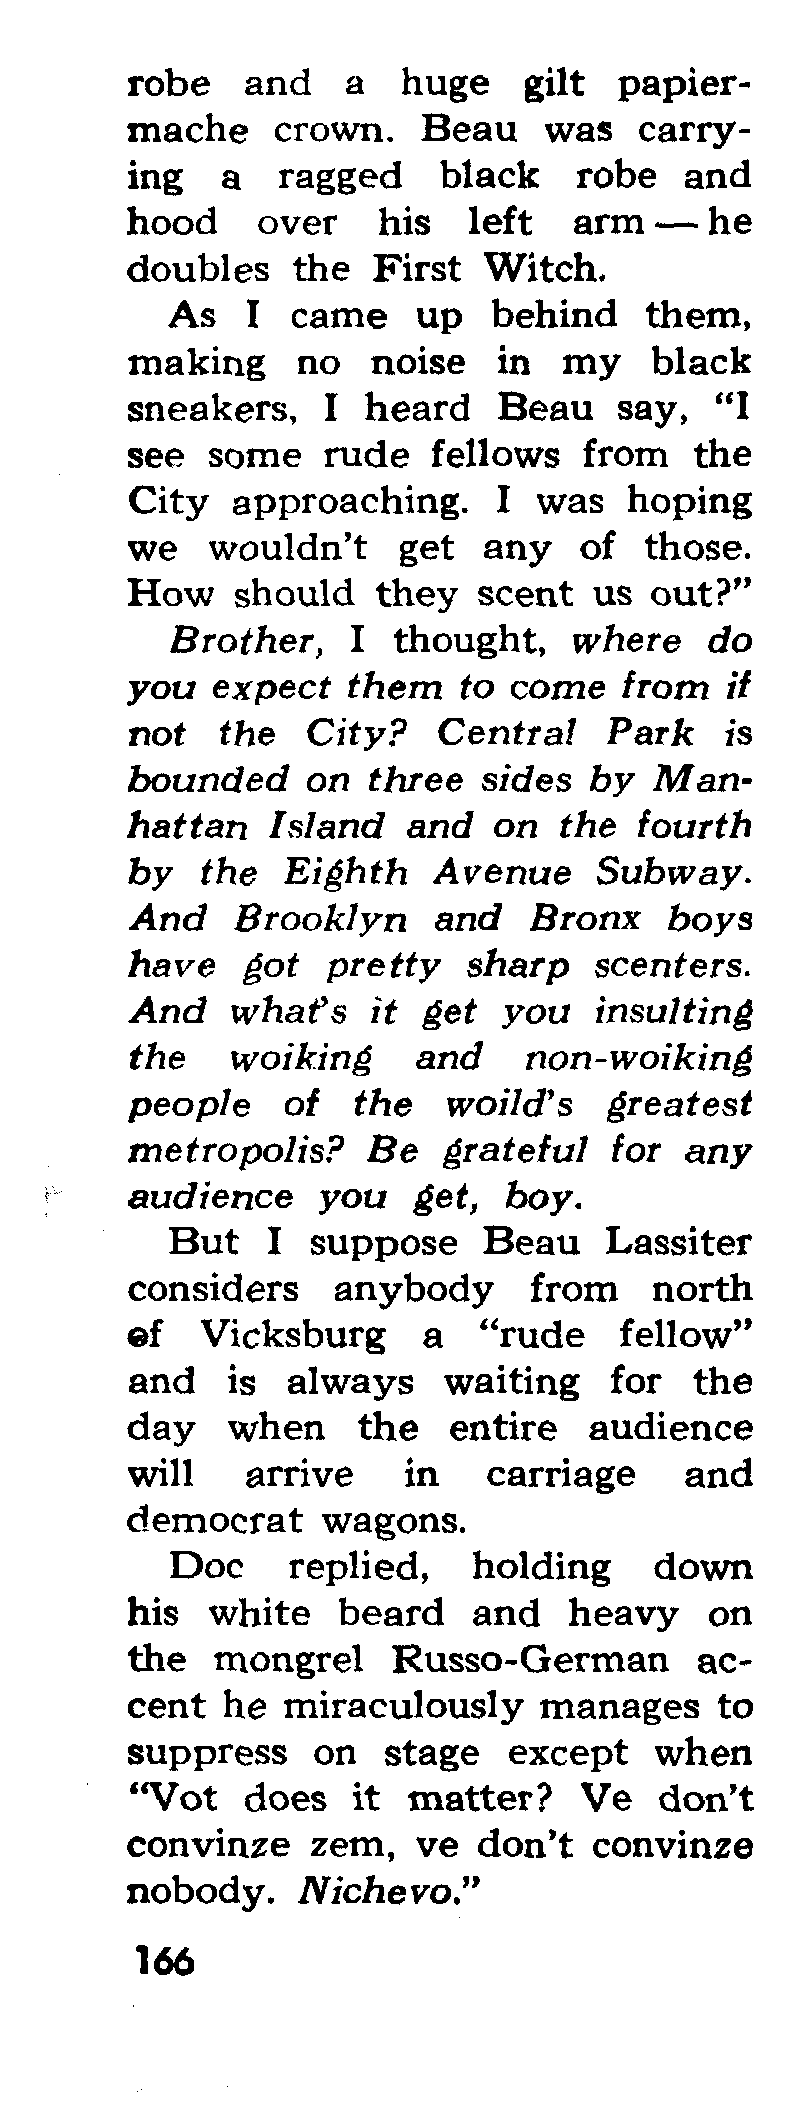 robe and a huge gilt papier-
mache crown. Beau was carry-
ing a ragged black robe and
hood over his left arm — he
doubles the First Witch.
As I came up behind them,
making no noise in my black
sneakers, I heard Beau say, “I
see some rude fellows from the
City approaching. I was hoping
we wouldn’t get any of those.
How should they scent us out?”
Brother, I thought, where do
you expect them to come from if
not the City? Central Park is
bounded on three sides by Man-
hattan Island and on the fourth
by the Eighth Avenue Subway.
And Brooklyn and Bronx boys
have got pretty sharp scenters.
And what’s it get you insulting
the woiking and non-woiking
people of the woild’s greatest
metropolis? Be grateful for any
audience you get, boy.
But I suppose Beau Lassiter
considers anybody from north
of Vicksburg a “rude fellow”
and is always waiting for the
day when the entire audience
will arrive in carriage and
democrat wagons.
Doc replied, holding down
his white beard and heavy on
the mongrel Russo-German ac-
cent he miraculously manages to
suppress on stage except when
“Vot does it matter? Ve don’t
convinze zem, ve don’t convinze
nobody. Nichevo.”
166